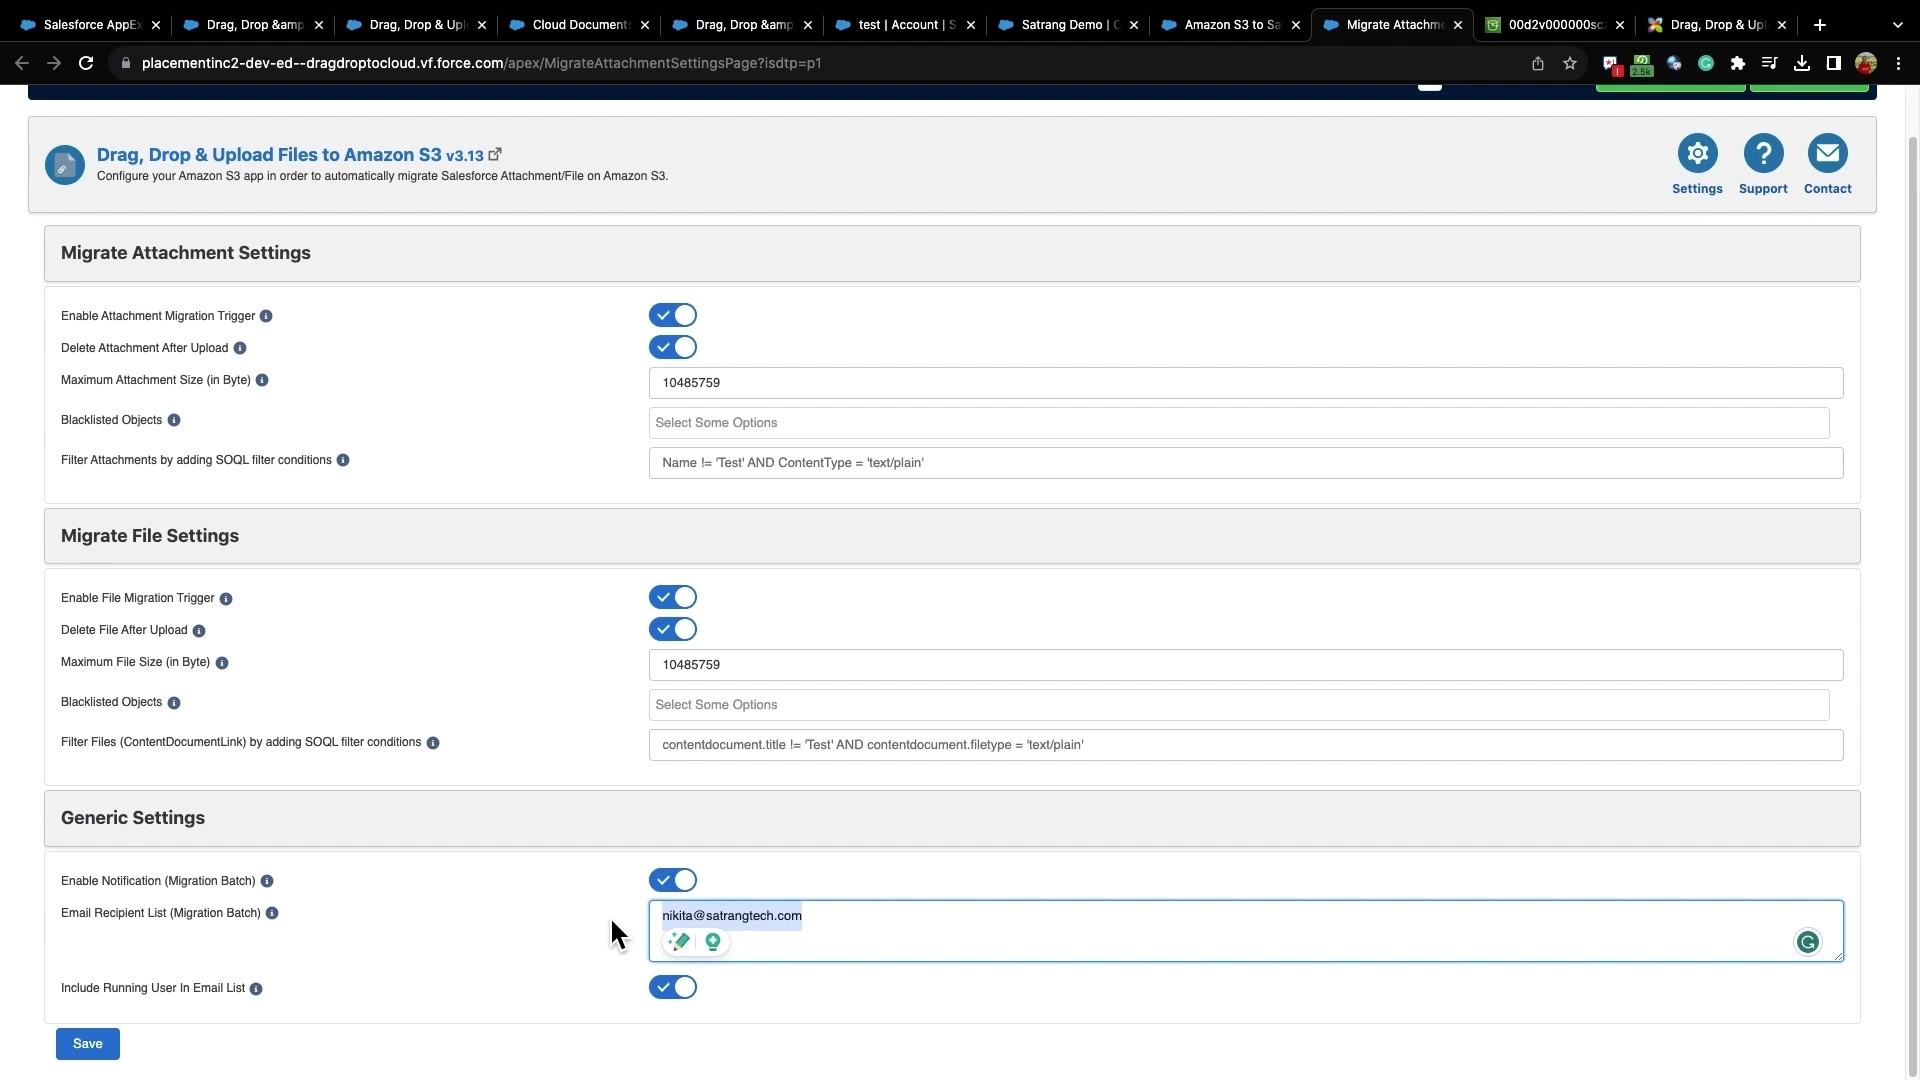 Salesforce AppEx
Drag, Drop &amp
Drag, Drop & Uplo
Cloud Documents
Drag, Drop &amp
test | Account | S
Satrang Demo | C
Amazon S3 to Sa
Migrate Attachme
00d2v000000sc
Drag, Drop & Upl
placementinc2-dev-ed--dragdroptocloud.vf.force.com/apex/MigrateAttachmentSettingsPage?isdtp=p1
2.5k
Drag, Drop & Upload Files to Amazon S3 v3.13
Configure your Amazon S3 app in order to automatically migrate Salesforce Attachment/File on Amazon S3.
Settings
Support
Contact
Migrate Attachment Settings
Enable Attachment Migration Trigger
Delete Attachment After Upload
Maximum Attachment Size (in Byte)
10485759
Blacklisted Objects
Select Some Options
Filter Attachments by adding SOQL filter conditions
Name != 'Test' AND ContentType = 'text/plain'
Migrate File Settings
Enable File Migration Trigger
Delete File After Upload
Maximum File Size (in Byte)
10485759
Blacklisted Objects
Select Some Options
Filter Files (ContentDocumentLink) by adding SOQL filter conditions
contentdocument.title != 'Test' AND contentdocument.filetype = 'text/plain'
Generic Settings
Enable Notification (Migration Batch)
Email Recipient List (Migration Batch)
nikita@satrangtech.com
Include Running User In Email List
Save